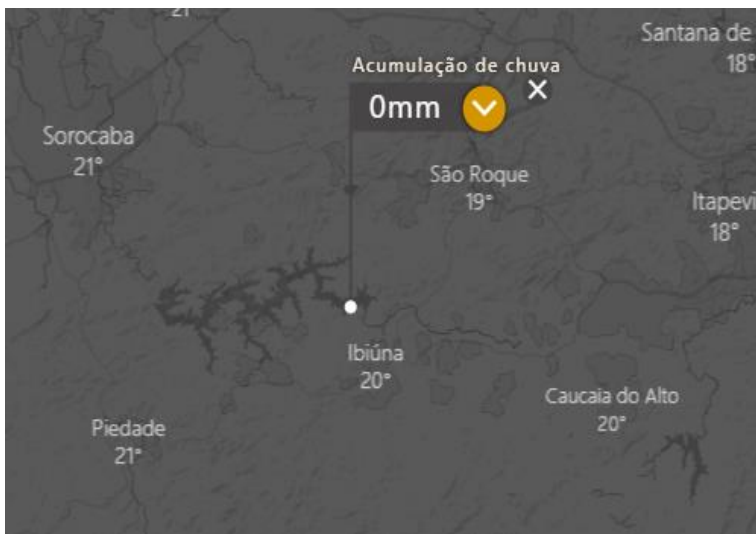 21
Santana de
18°
Acumulação de chuva
0mm
Sorocaba
21°
São Roque
19°
Itapevi
18°
Ibiúna
20°
Caucaia do Alto
20°
Piedade
21°